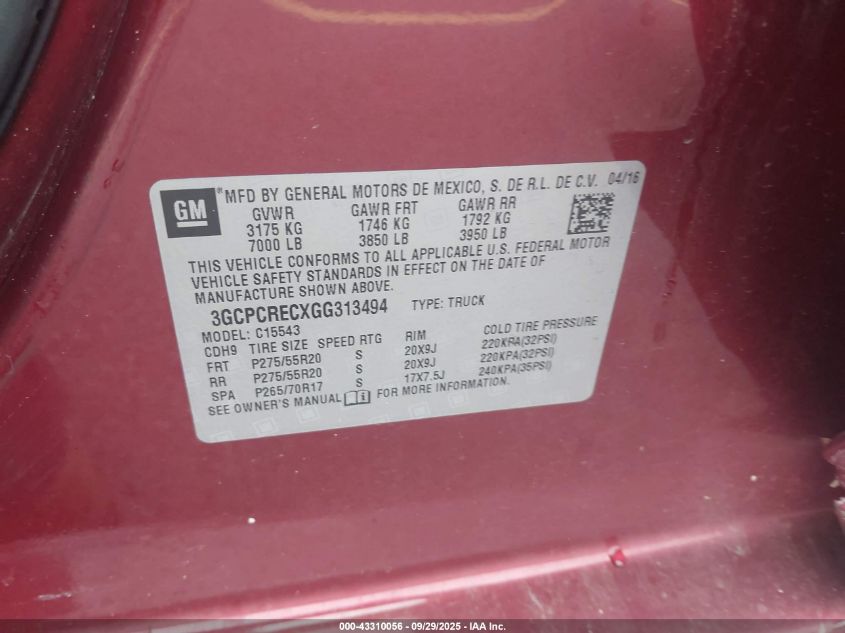 GM
® MFD BY GENERAL MOTORS DE MEXICO, S. DE R.L. DE C.V. 04/16
GVWR GAWR FRT GAWR RR
3175 KG 1746 KG 1792 KG
7000 LB 3850 LB 3950 LB
THIS VEHICLE CONFORMS TO ALL APPLICABLE U.S. FEDERAL MOTOR
VEHICLE SAFETY STANDARDS IN EFFECT ON THE DATE OF
MANUFACTURE SHOWN ABOVE.
3GCPCRECXGG313494 TYPE: TRUCK
MODEL: C15543
CDH9 TIRE SIZE SPEED RTG RIM COLD TIRE PRESSURE
FRT P275/55R20 S 20X9J 220KPA(32PSI)
RR P275/55R20 S 20X9J 220KPA(32PSI)
SPA P265/70R17 S 17X7.5J 240KPA(35PSI)
SEE OWNER'S MANUAL i FOR MORE INFORMATION.
000-43310056 - 09/29/2025 - IAA Inc.